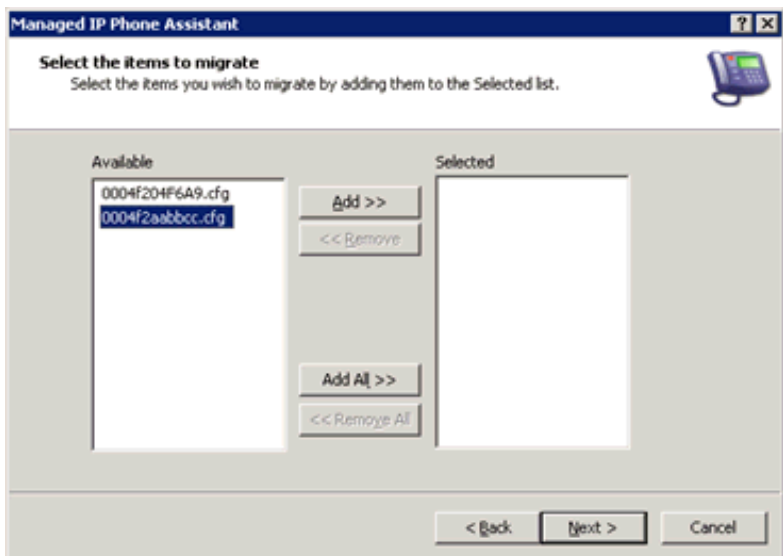 Managed IP Phone Assistant
Select the items to migrate
Select the items you wish to migrate by adding them to the Selected list.
Available
Selected
0004f204F6A9.cfg
0004f2aabbcc.cfg
Add >>
<< Remove
Add All >>
<< Remove All
< Back
Next >
Cancel